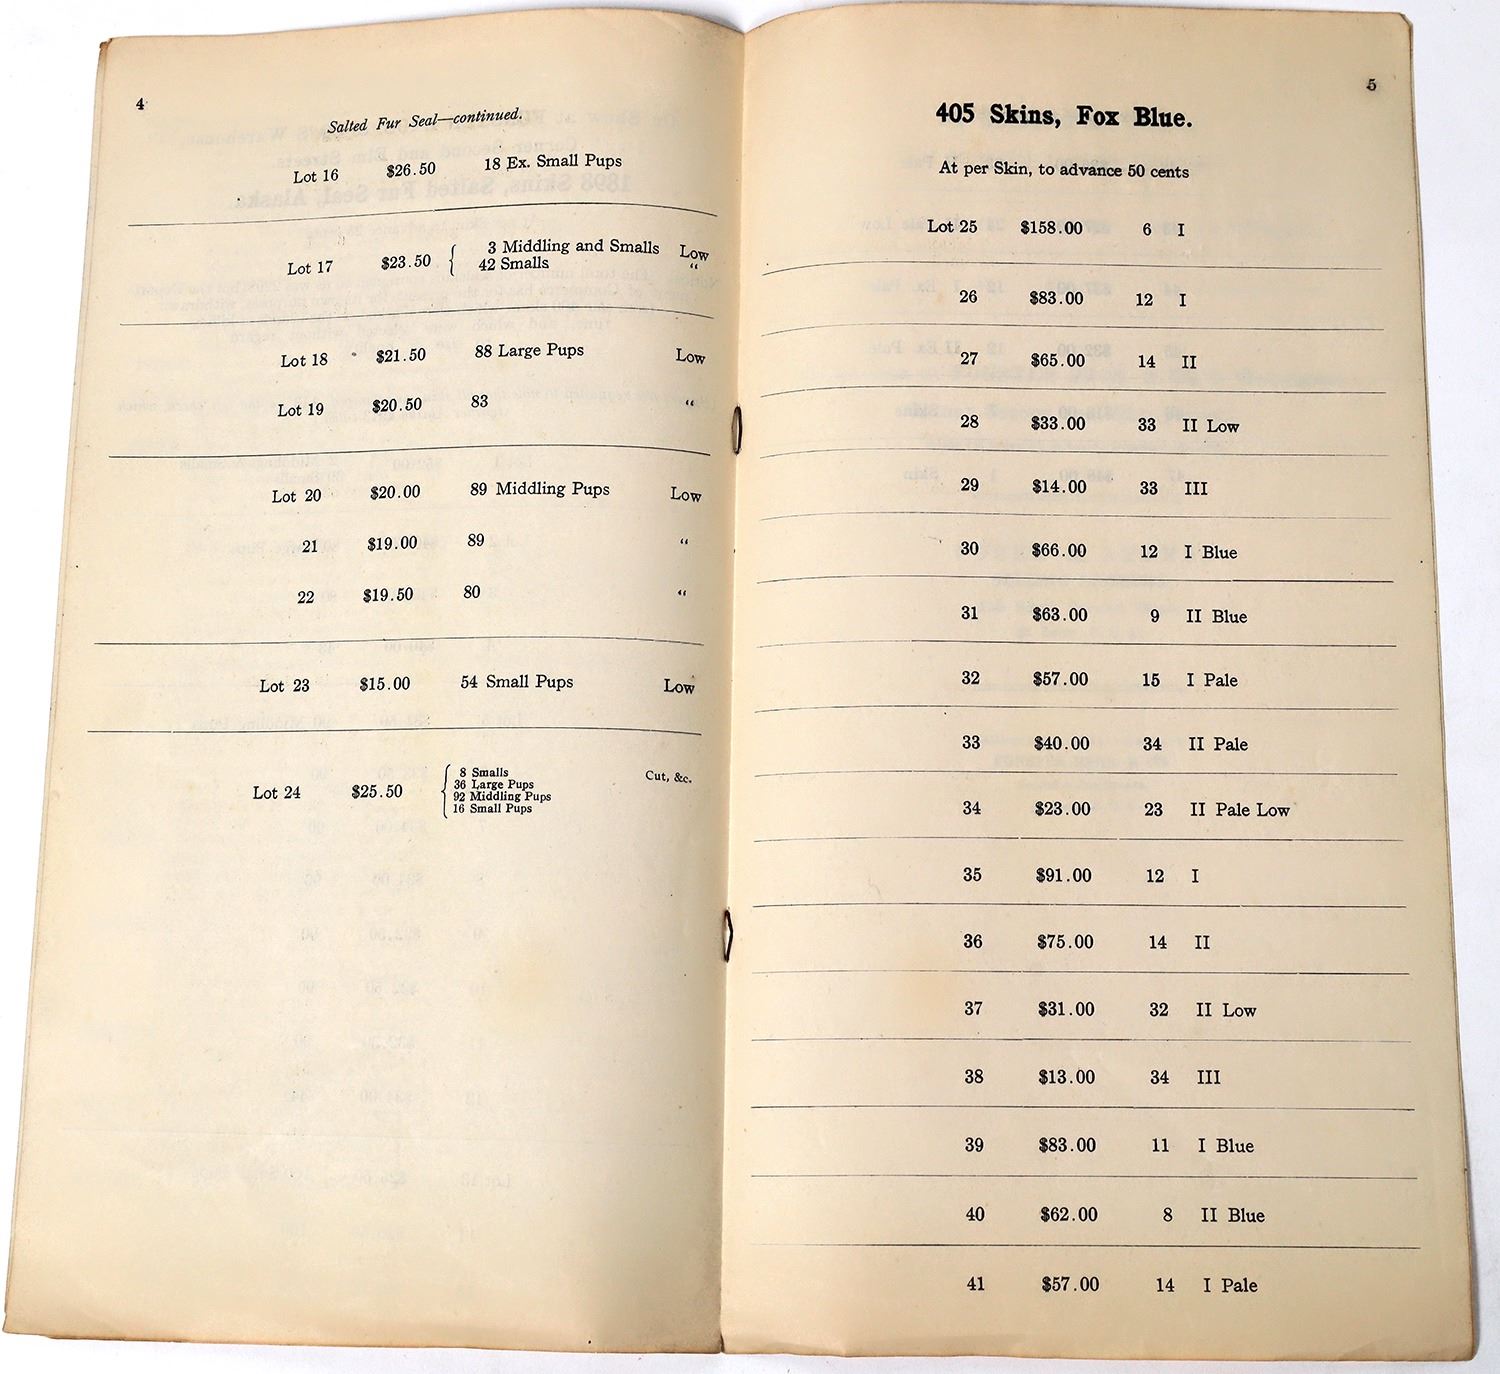 4
Salted Fur Seal—continued.
Lot 16 $26.50 18 Ex. Small Pups
Lot 17 $23.50 { 3 Middling and Smalls Low
42 Smalls “
Lot 18 $21.50 88 Large Pups Low
Lot 19 $20.50 83 “
Lot 20 $20.00 89 Middling Pups Low
21 $19.00 89 “
22 $19.50 80 “
Lot 23 $15.00 54 Small Pups Low
Lot 24 $25.50 { 8 Smalls Cut, &c.
36 Large Pups
92 Middling Pups
16 Small Pups
5
405 Skins, Fox Blue.
At per Skin, to advance 50 cents
Lot 25 $158.00 6 I
26 $83.00 12 I
27 $65.00 14 II
28 $33.00 33 II Low
29 $14.00 33 III
30 $66.00 12 I Blue
31 $63.00 9 II Blue
32 $57.00 15 I Pale
33 $40.00 34 II Pale
34 $23.00 23 II Pale Low
35 $91.00 12 I
36 $75.00 14 II
37 $31.00 32 II Low
38 $13.00 34 III
39 $83.00 11 I Blue
40 $62.00 8 II Blue
41 $57.00 14 I Pale